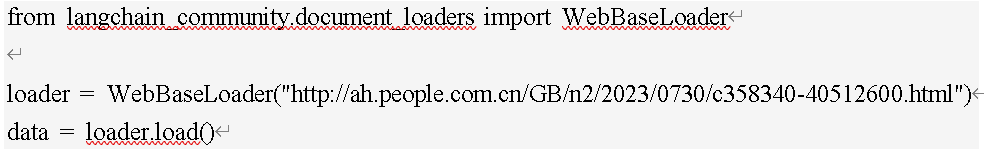 from langchain_community.document_loaders import WebBaseLoader
loader = WebBaseLoader("http://ah.people.com.cn/GB/n2/2023/0730/c358340-40512600.html")
data = loader.load()